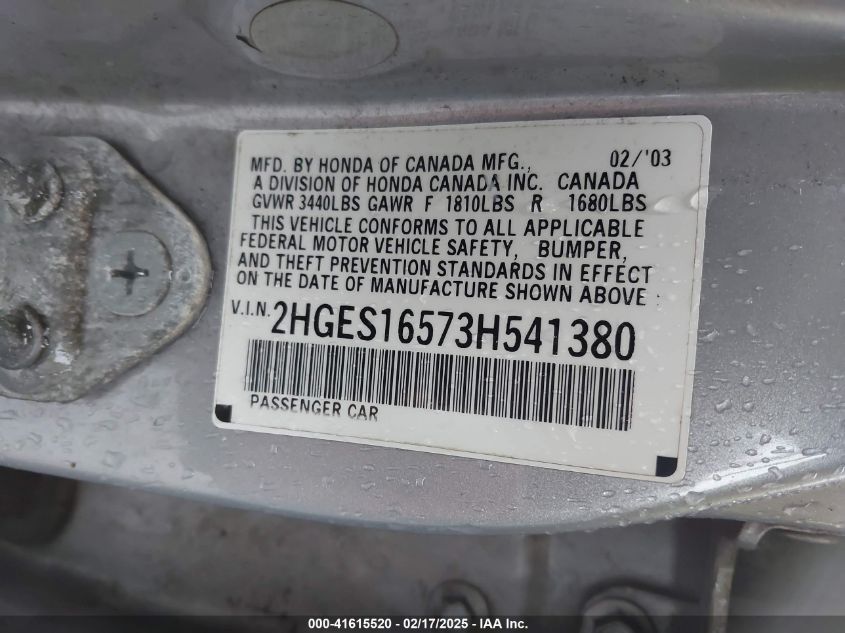 MFD. BY HONDA OF CANADA MFG., 02/'03
A DIVISION OF HONDA CANADA INC. CANADA
GVWR 3440LBS GAWR F 1810LBS R 1680LBS
THIS VEHICLE CONFORMS TO ALL APPLICABLE
FEDERAL MOTOR VEHICLE SAFETY, BUMPER,
AND THEFT PREVENTION STANDARDS IN EFFECT
ON THE DATE OF MANUFACTURE SHOWN ABOVE :
V.I.N. 2HGES16573H541380
PASSENGER CAR
000-41615520 - 02/17/2025 - IAA Inc.